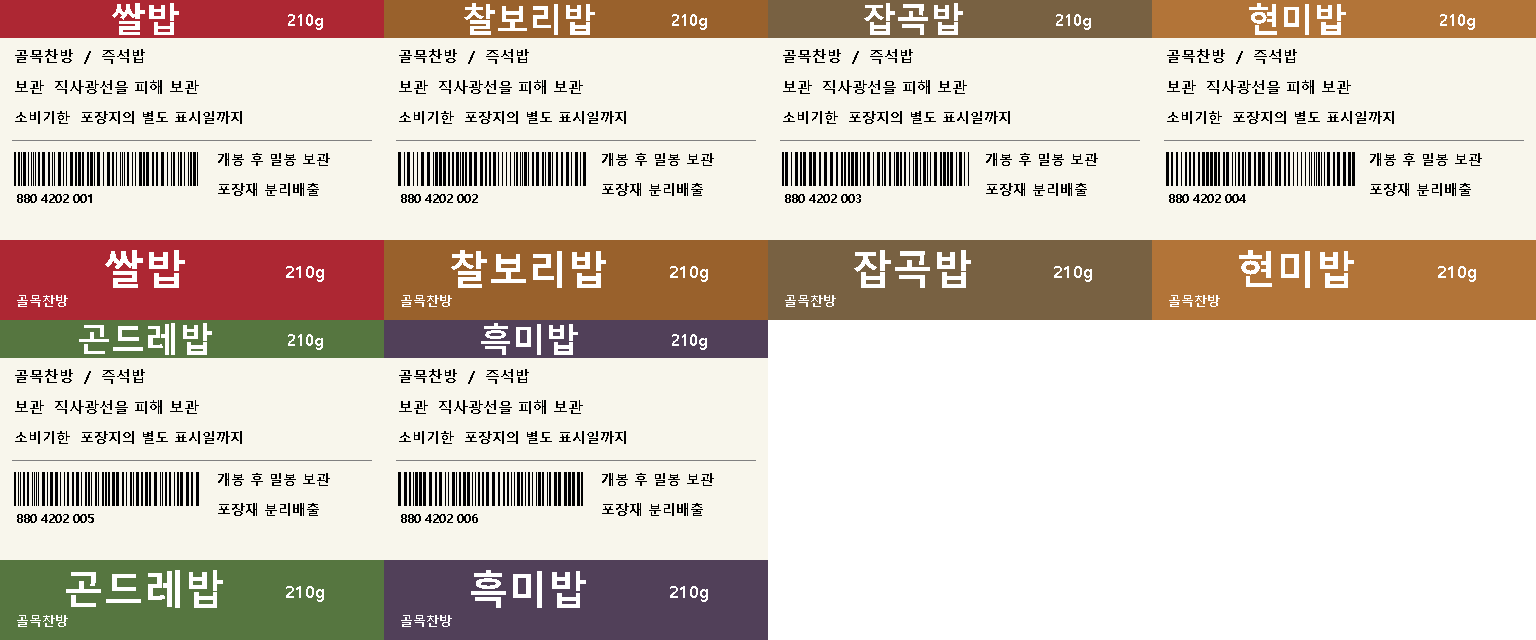 쌀밥 210g
골목찬방 / 즉석밥
보관 직사광선을 피해 보관
소비기한 포장지의 별도 표시일까지
개봉 후 밀봉 보관
포장재 분리배출
880 4202 001
쌀밥 210g
골목찬방
찰보리밥 210g
골목찬방 / 즉석밥
보관 직사광선을 피해 보관
소비기한 포장지의 별도 표시일까지
개봉 후 밀봉 보관
포장재 분리배출
880 4202 002
찰보리밥 210g
골목찬방
잡곡밥 210g
골목찬방 / 즉석밥
보관 직사광선을 피해 보관
소비기한 포장지의 별도 표시일까지
개봉 후 밀봉 보관
포장재 분리배출
880 4202 003
잡곡밥 210g
골목찬방
현미밥 210g
골목찬방 / 즉석밥
보관 직사광선을 피해 보관
소비기한 포장지의 별도 표시일까지
개봉 후 밀봉 보관
포장재 분리배출
880 4202 004
현미밥 210g
골목찬방
곤드레밥 210g
골목찬방 / 즉석밥
보관 직사광선을 피해 보관
소비기한 포장지의 별도 표시일까지
개봉 후 밀봉 보관
포장재 분리배출
880 4202 005
곤드레밥 210g
골목찬방
흑미밥 210g
골목찬방 / 즉석밥
보관 직사광선을 피해 보관
소비기한 포장지의 별도 표시일까지
개봉 후 밀봉 보관
포장재 분리배출
880 4202 006
흑미밥 210g
골목찬방